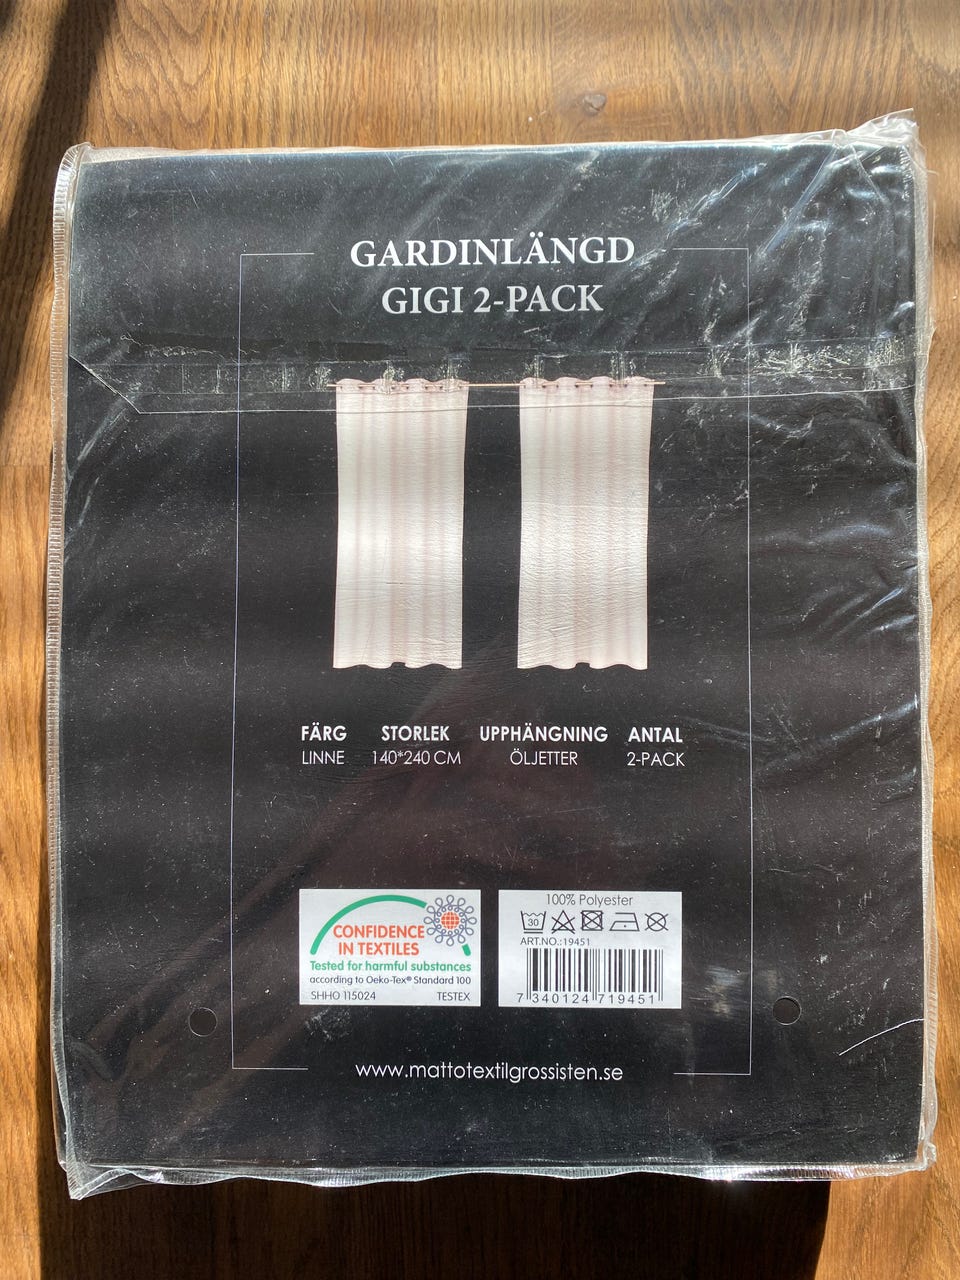 GARDINLÄNGD
GIGI 2-PACK
FÄRG STORLEK UPPHÄNGNING ANTAL
LINNE 140*240 CM ÖLJETTER 2-PACK
CONFIDENCE
IN TEXTILES
Tested for harmful substances
according to Oeko-Tex® Standard 100
SHHO 115024 TESTEX
100% Polyester
30
ART.NO.:19451
7 340124 719451
www.mattotextilgrossisten.se